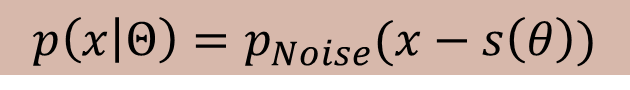 p(x|Θ) = p_Noise(x − s(θ))